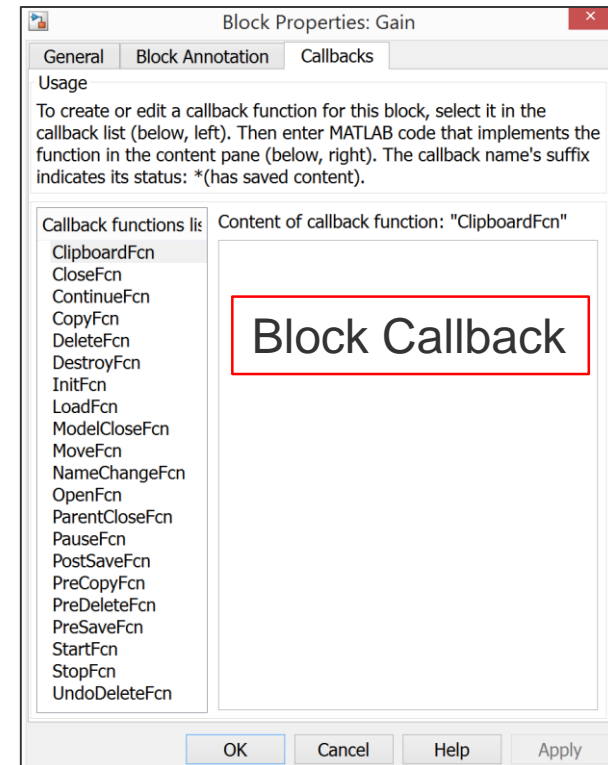 Block Properties: Gain
General Block Annotation Callbacks
Usage
To create or edit a callback function for this block, select it in the
callback list (below, left). Then enter MATLAB code that implements the
function in the content pane (below, right). The callback name's suffix
indicates its status: *(has saved content).
Callback functions lis
Content of callback function: "ClipboardFcn"
ClipboardFcn
CloseFcn
ContinueFcn
CopyFcn
DeleteFcn
DestroyFcn
InitFcn
LoadFcn
ModelCloseFcn
MoveFcn
NameChangeFcn
OpenFcn
ParentCloseFcn
PauseFcn
PostSaveFcn
PreCopyFcn
PreDeleteFcn
PreSaveFcn
StartFcn
StopFcn
UndoDeleteFcn
Block Callback
OK Cancel Help Apply